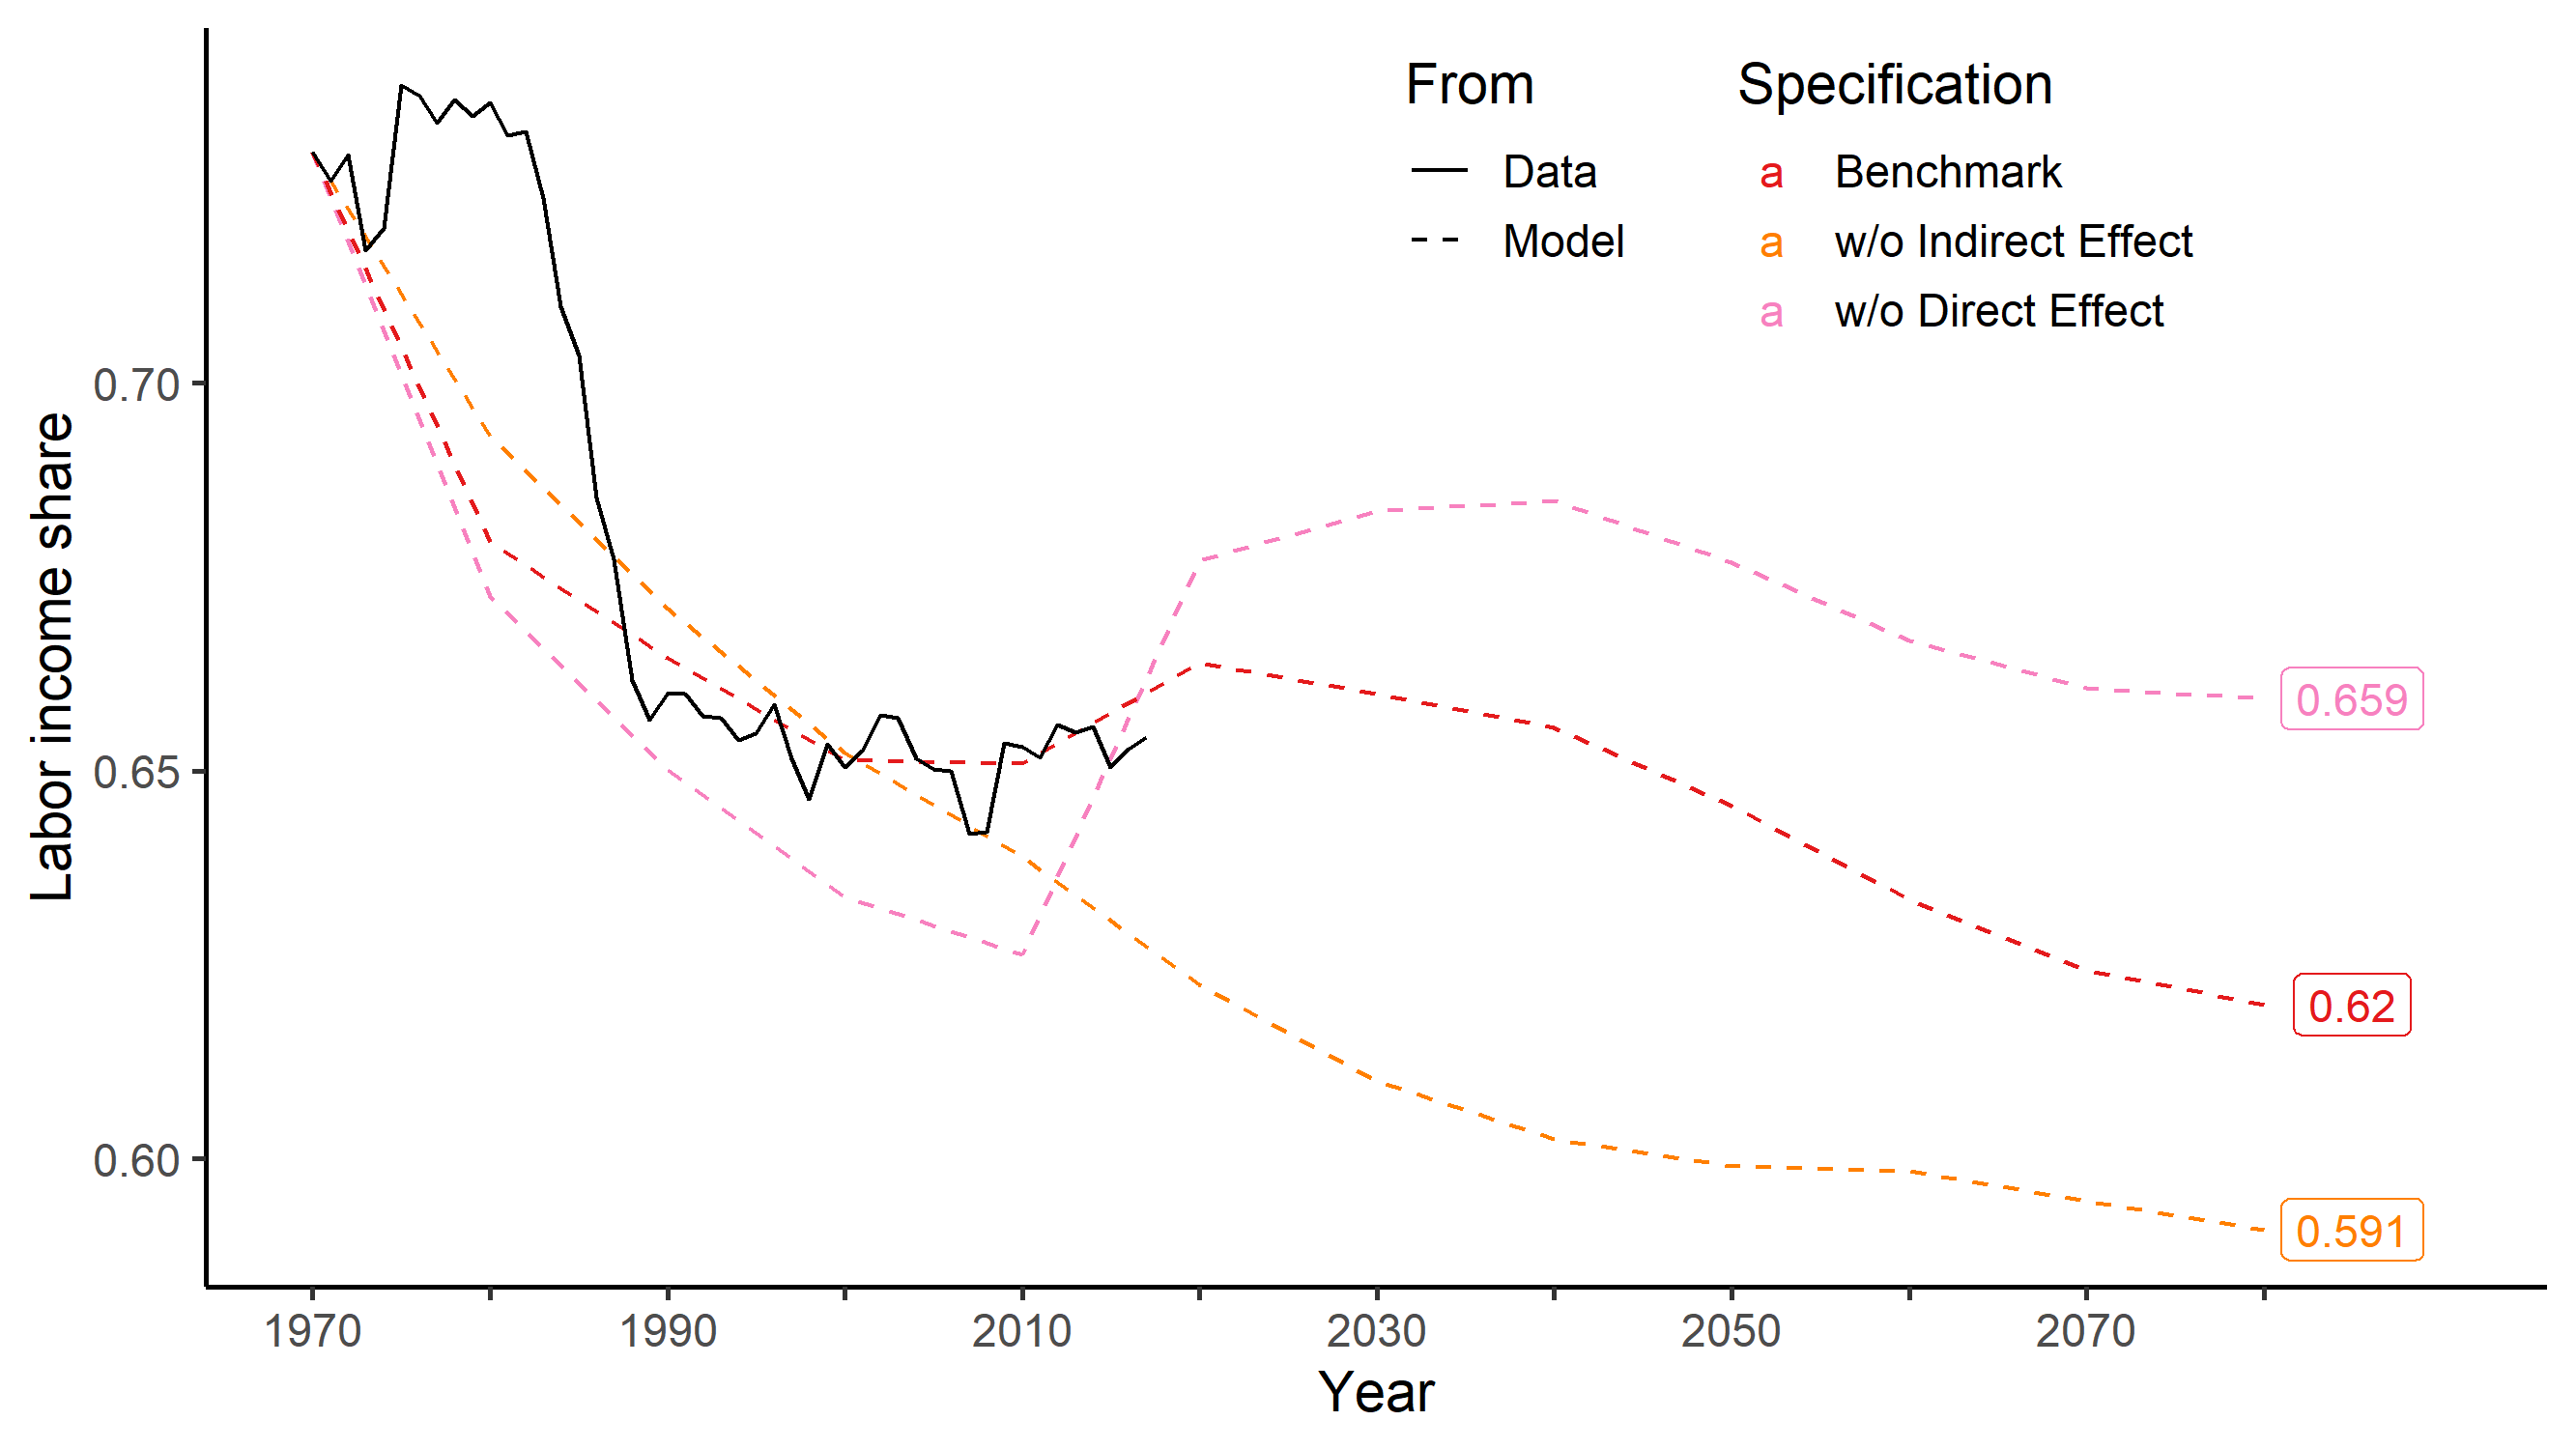 From
Data
Model
Specification
a Benchmark
a w/o Indirect Effect
a w/o Direct Effect
Labor income share
0.70
0.65
0.60
0.659
0.62
0.591
1970 1990 2010 2030 2050 2070
Year